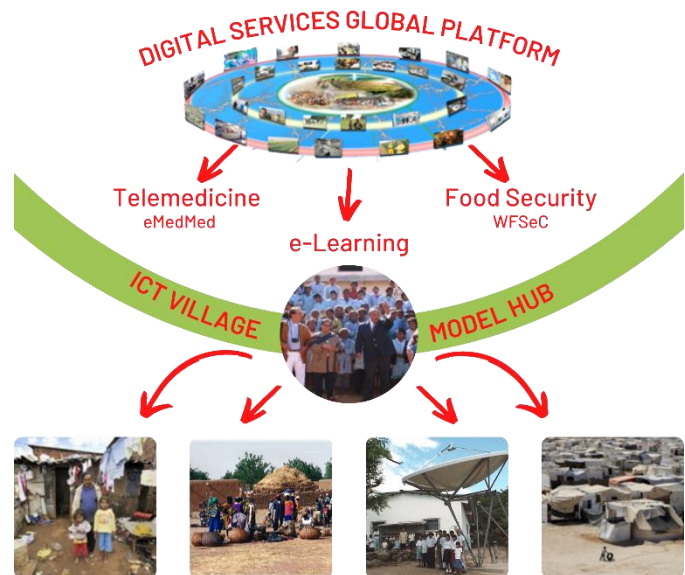 DIGITAL SERVICES GLOBAL PLATFORM
Telemedicine
eMedMed
Food Security
WFSeC
e-Learning
ICT VILLAGE
MODEL HUB